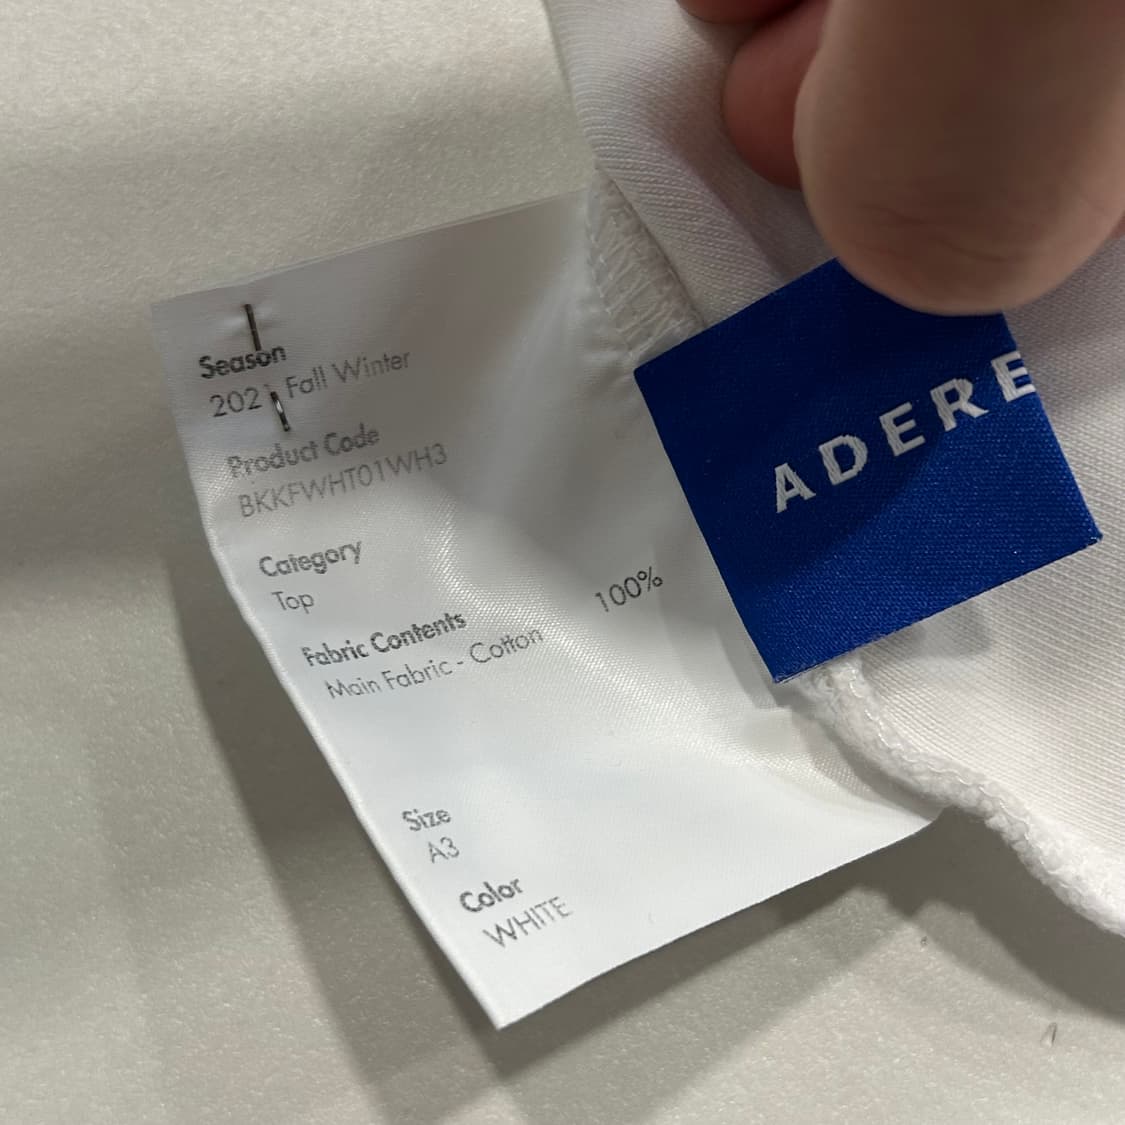 Season
2021 Fall Winter
Product Code
BKKFWHT01WH3
Category
Top
Fabric Contents
Main Fabric - Cotton 100%
Size
A3
Color
WHITE
ADERE